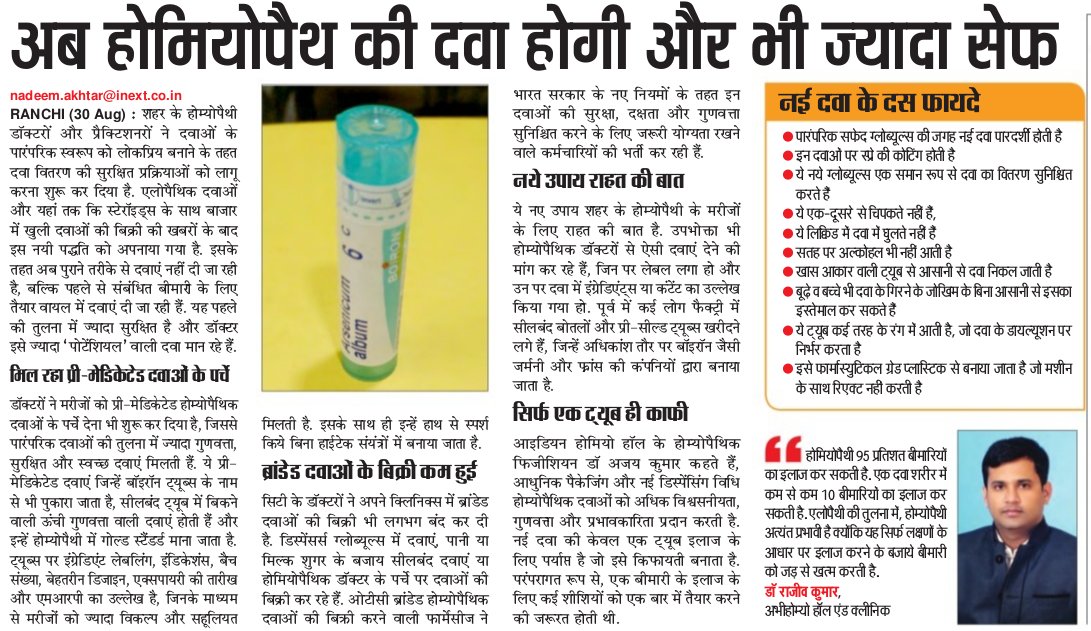 अब होमियोपैथ की दवा होगी और भी ज्यादा सेफ
nadeem.akhtar@inext.co.in
RANCHI (30 Aug) : शहर के होम्योपैथी
डॉक्टरों और प्रैक्टिशनरों ने दवाओं के
पारंपरिक स्वरूप को लोकप्रिय बनाने के तहत
दवा वितरण की सुरक्षित प्रक्रियाओं को लागू
करना शुरू कर दिया है. एलोपैथिक दवाओं
और यहां तक कि स्टेरॉइड्स के साथ बाजार
में खुली दवाओं की बिक्री की खबरों के बाद
इस नयी पद्धति को अपनाया गया है. इसके
तहत अब पुराने तरीके से दवाएं नहीं दी जा रही
है, बल्कि पहले से संबंधित बीमारी के लिए
तैयार वायल में दवाएं दी जा रही हैं. यह पहले
की तुलना में ज्यादा सुरक्षित है और डॉक्टर
इसे ज्यादा 'पोटेंशियल' वाली दवा मान रहे हैं.
मिल रहा प्री-मेडिकेटेड दवाओं के पर्चे
डॉक्टरों ने मरीजों को प्री-मेडिकेटेड होम्योपैथिक
दवाओं के पर्चे देना भी शुरू कर दिया है, जिससे
पारंपरिक दवाओं की तुलना में ज्यादा गुणवत्ता,
सुरक्षित और स्वच्छ दवाएं मिलती हैं. ये प्री-
मेडिकेटेड दवाएं जिन्हें बॉइरॉन ट्यूब्स के नाम
से भी पुकारा जाता है, सीलबंद ट्यूब में बिकने
वाली ऊंची गुणवत्ता वाली दवाएं होती हैं और
इन्हें होम्योपैथी में गोल्ड स्टैंडर्ड माना जाता है.
ट्यूब्स पर इंग्रेडिएंट लेबलिंग, इंडिकेशंस, बैच
संख्या, बेहतरीन डिजाइन, एक्सपायरी की तारीख
और एमआरपी का उल्लेख है, जिनके माध्यम
से मरीजों को ज्यादा विकल्प और सहूलियत
Arsenicum
album
6 C
BOIRON
मिलती है. इसके साथ ही इन्हें हाथ से स्पर्श
किये बिना हाईटेक संयंत्रों में बनाया जाता है.
ब्रांडेड दवाओं के बिक्री कम हुई
सिटी के डॉक्टरों ने अपने क्लिनिक्स में ब्रांडेड
दवाओं की बिक्री भी लगभग बंद कर दी
है. डिस्पेंसर्स ग्लोब्यूल्स में दवाएं, पानी या
मिल्क शुगर के बजाय सीलबंद दवाएं या
होमियोपैथिक डॉक्टर के पर्चे पर दवाओं की
बिक्री कर रहे हैं. ओटीसी ब्रांडेड होम्योपैथिक
दवाओं की बिक्री करने वाली फार्मेसीज ने
भारत सरकार के नए नियमों के तहत इन
दवाओं की सुरक्षा, दक्षता और गुणवत्ता
सुनिश्चित करने के लिए जरूरी योग्यता रखने
वाले कर्मचारियों की भर्ती कर रही हैं.
नये उपाय राहत की बात
ये नए उपाय शहर के होम्योपैथी के मरीजों
के लिए राहत की बात है. उपभोक्ता भी
होम्योपैथिक डॉक्टरों से ऐसी दवाएं देने की
मांग कर रहे हैं, जिन पर लेबल लगा हो और
उन पर दवा में इंग्रेडिएंट्स या कंटेंट का उल्लेख
किया गया हो. पूर्व में कई लोग फैक्ट्री में
सीलबंद बोतलों और प्री-सील्ड ट्यूब्स खरीदने
लगे हैं, जिन्हें अधिकांश तौर पर बॉइरॉन जैसी
जर्मनी और फ्रांस की कंपनियों द्वारा बनाया
जाता है.
सिर्फ एक ट्यूब ही काफी
आइडियन होमियो हॉल के होम्योपैथिक
फिजीशियन डॉ अजय कुमार कहते हैं,
आधुनिक पैकेजिंग और नई डिस्पेंसिंग विधि
होम्योपैथिक दवाओं को अधिक विश्वसनीयता,
गुणवत्ता और प्रभावकारिता प्रदान करती है.
नई दवा की केवल एक ट्यूब इलाज के
लिए पर्याप्त है जो इसे किफायती बनाता है.
परंपरागत रूप से, एक बीमारी के इलाज के
लिए कई शीशियों को एक बार में तैयार करने
की जरूरत होती थी.
नई दवा के दस फायदे
● पारंपरिक सफेद ग्लोब्यूल्स की जगह नई दवा पारदर्शी होती है
● इन दवाओं पर स्प्रे की कोटिंग होती है
● ये नये ग्लोब्यूल्स एक समान रूप से दवा का वितरण सुनिश्चित
करते हैं
● ये एक-दूसरे से चिपकते नहीं हैं,
● ये लिक्विड में दवा में घुलते नहीं हैं
● सतह पर अल्कोहल भी नहीं आता है
● खास आकार वाली ट्यूब से आसानी से दवा निकल जाती है
● बूढ़े व बच्चे भी दवा के गिरने के जोखिम के बिना आसानी से इसका
इस्तेमाल कर सकते हैं
● ये ट्यूब कई तरह के रंग में आती है, जो दवा के डायल्यूशन पर
निर्भर करता है
● इसे फार्मास्युटिकल ग्रेड प्लास्टिक से बनाया जाता है जो मशीन
के साथ रिएक्ट नही करती है
होमियोपैथी 95 प्रतिशत बीमारियों
का इलाज कर सकती है. एक दवा शरीर में
कम से कम 10 बीमारियों का इलाज कर
सकती है. एलोपैथी की तुलना में, होम्योपैथी
अत्यंत प्रभावी है क्योंकि यह सिर्फ लक्षणों के
आधार पर इलाज करने के बजाये बीमारी
को जड़ से खत्म करती है.
डॉ राजीव कुमार,
अभीहोम्यो हॉल एंड क्लीनिक